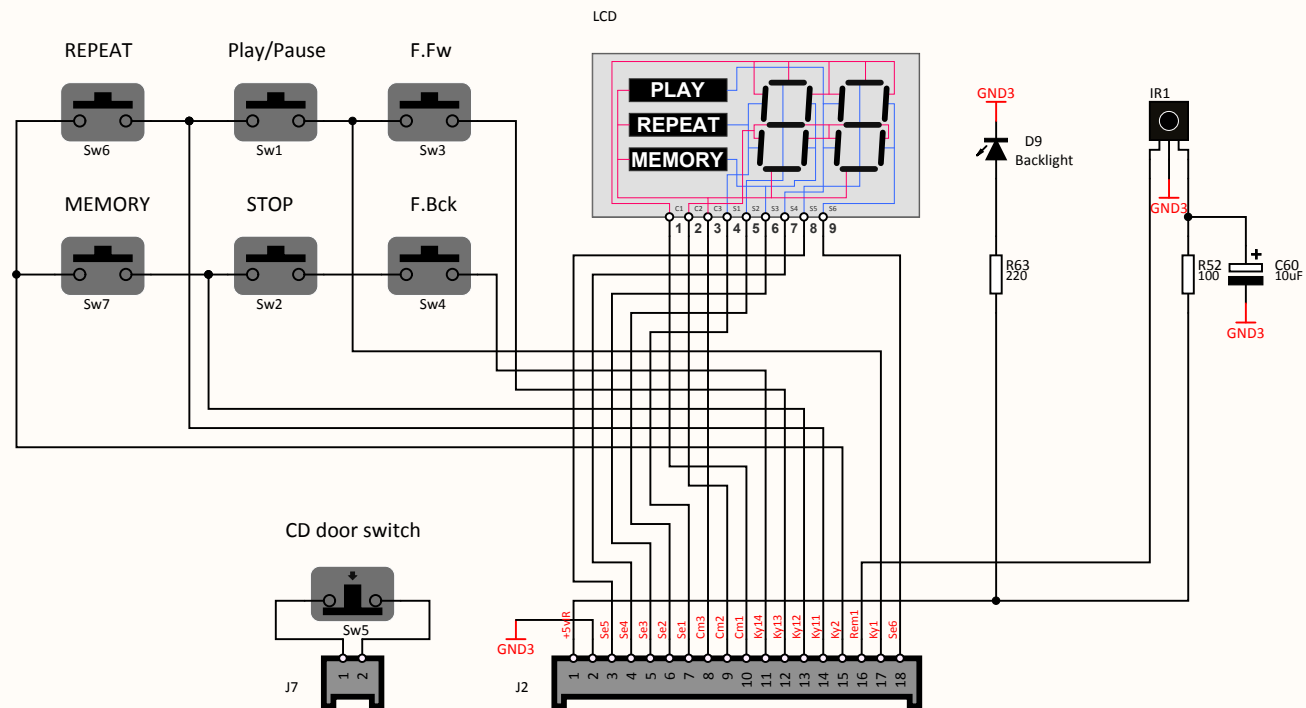 LCD
REPEAT Play/Pause F.Fw
Sw6 Sw1 Sw3
MEMORY STOP F.Bck
Sw7 Sw2 Sw4
PLAY
REPEAT
MEMORY
C1 C2 C3 S1 S2 S3 S4 S5 S6
1 2 3 4 5 6 7 8 9
GND3
D9
Backlight
R63
220
IR1
GND3
R52
100
+
C60
10uF
GND3
CD door switch
Sw5
J7
1 2
GND3
+5vIR Se5 Se4 Se3 Se2 Se1 Cm3 Cm2 Cm1 Ky14 Ky13 Ky12 Ky11 Ky2 Rem1 Ky1 Se6
J2
1 2 3 4 5 6 7 8 9 10 11 12 13 14 15 16 17 18